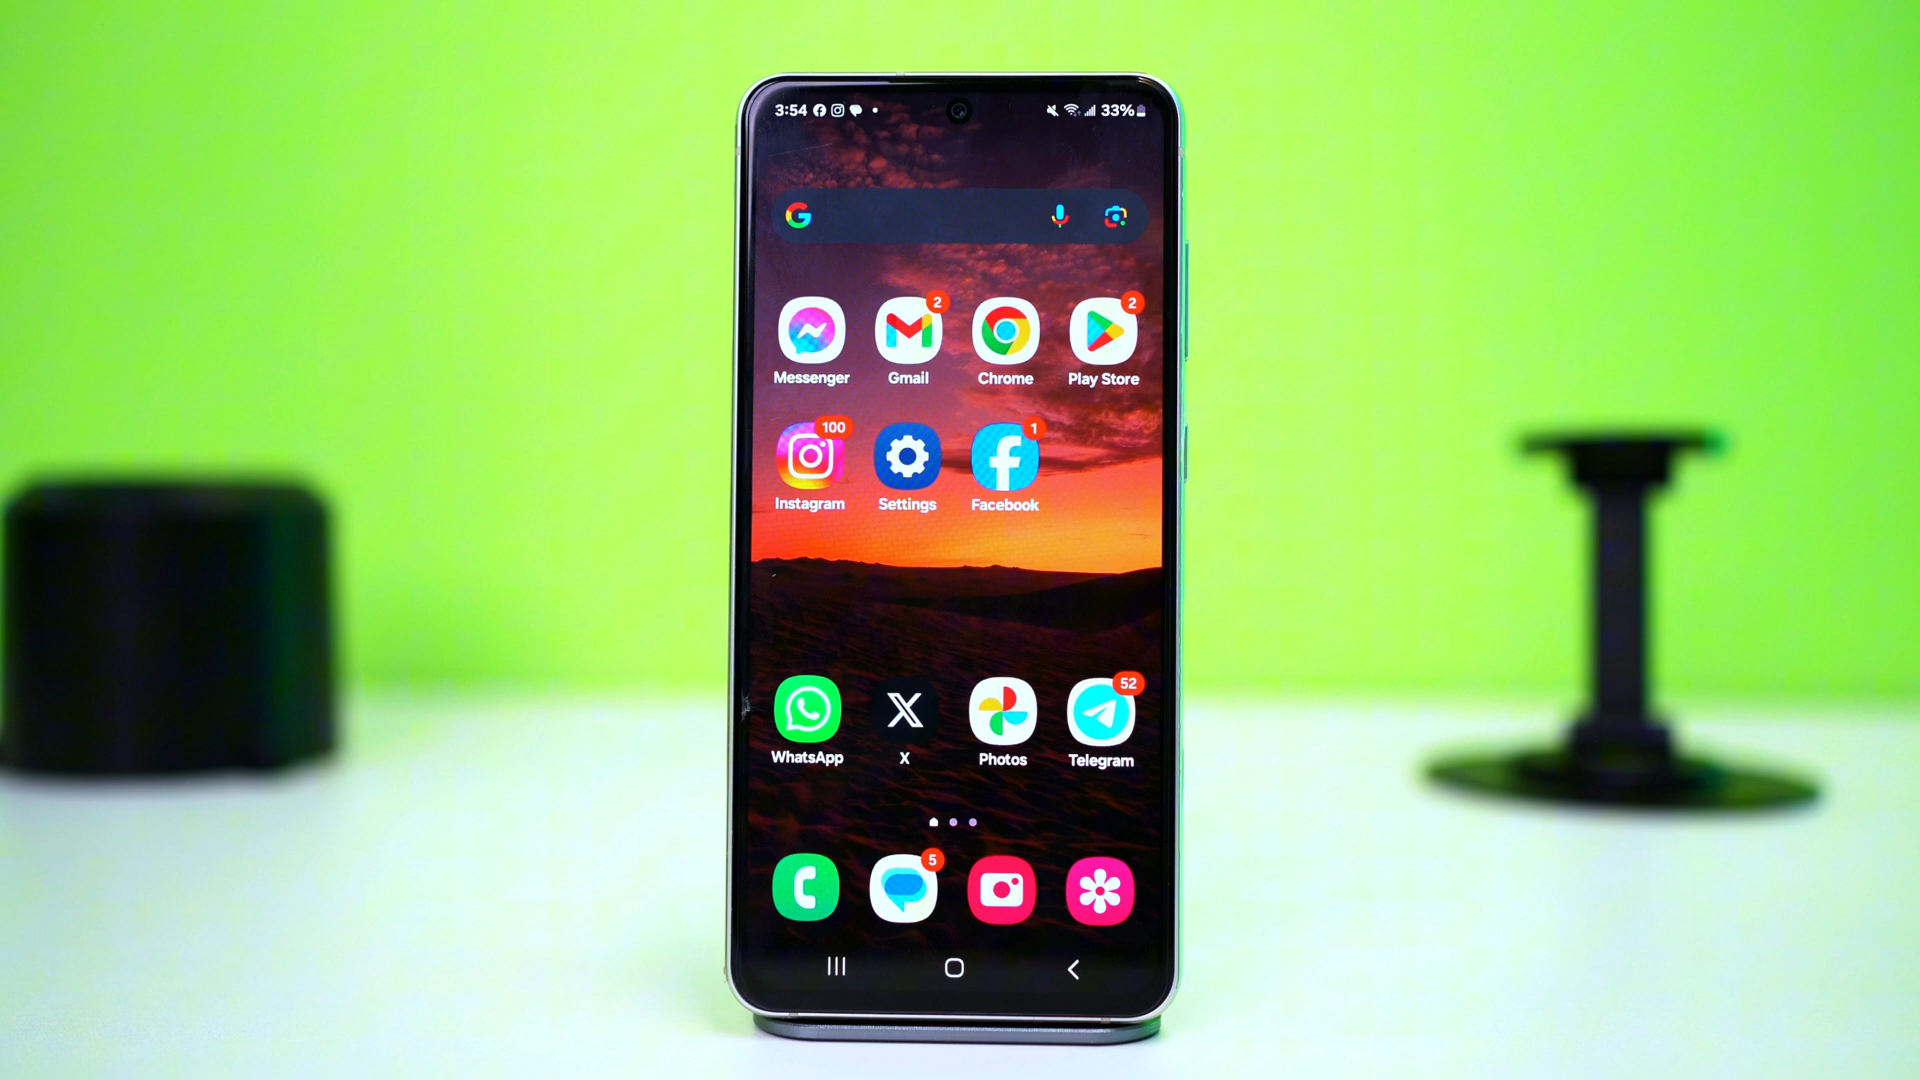 3:54 33%
2 2
Messenger Gmail Chrome Play Store
100 1
Instagram Settings Facebook
52
WhatsApp X Photos Telegram
5